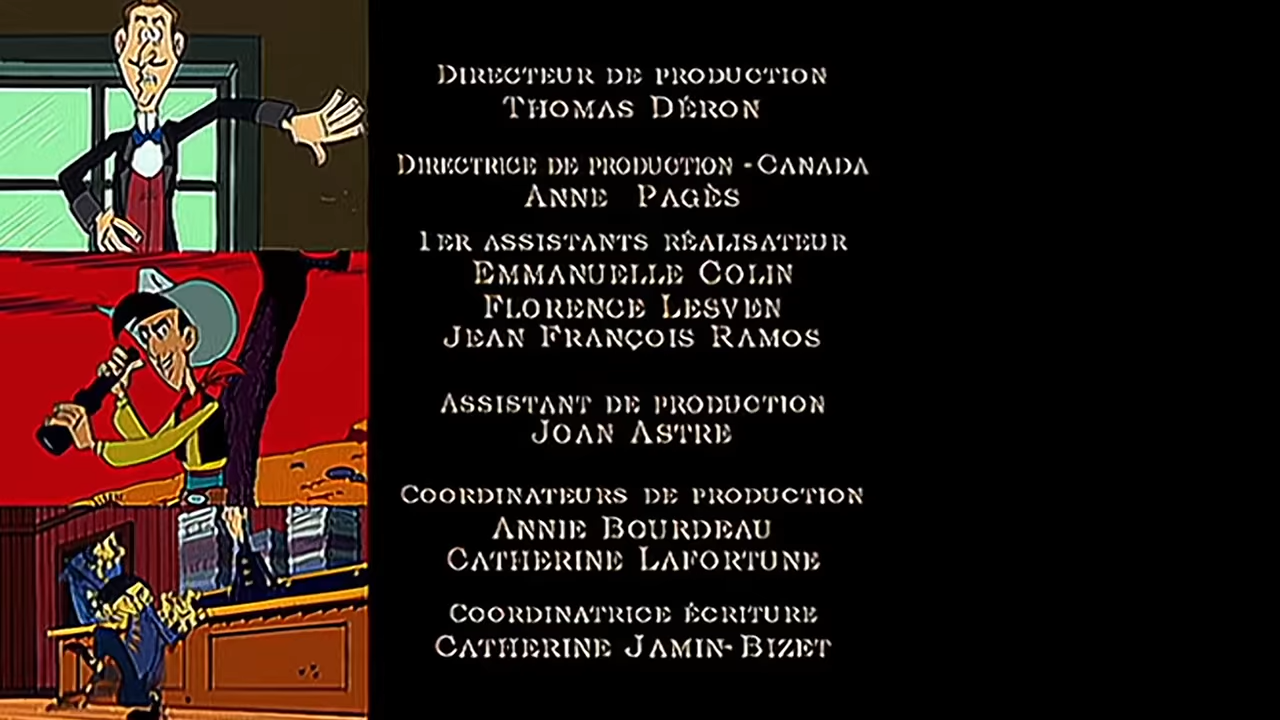 Directeur de production
Thomas Déron
Directrice de production - Canada
Anne Pagès
1er assistants réalisateur
Emmanuelle Colin
Florence Lesven
Jean François Ramos
Assistant de production
Joan Astre
Coordinateurs de production
Annie Bourdeau
Catherine Lafortune
Coordinatrice écriture
Catherine Jamin-Bizet